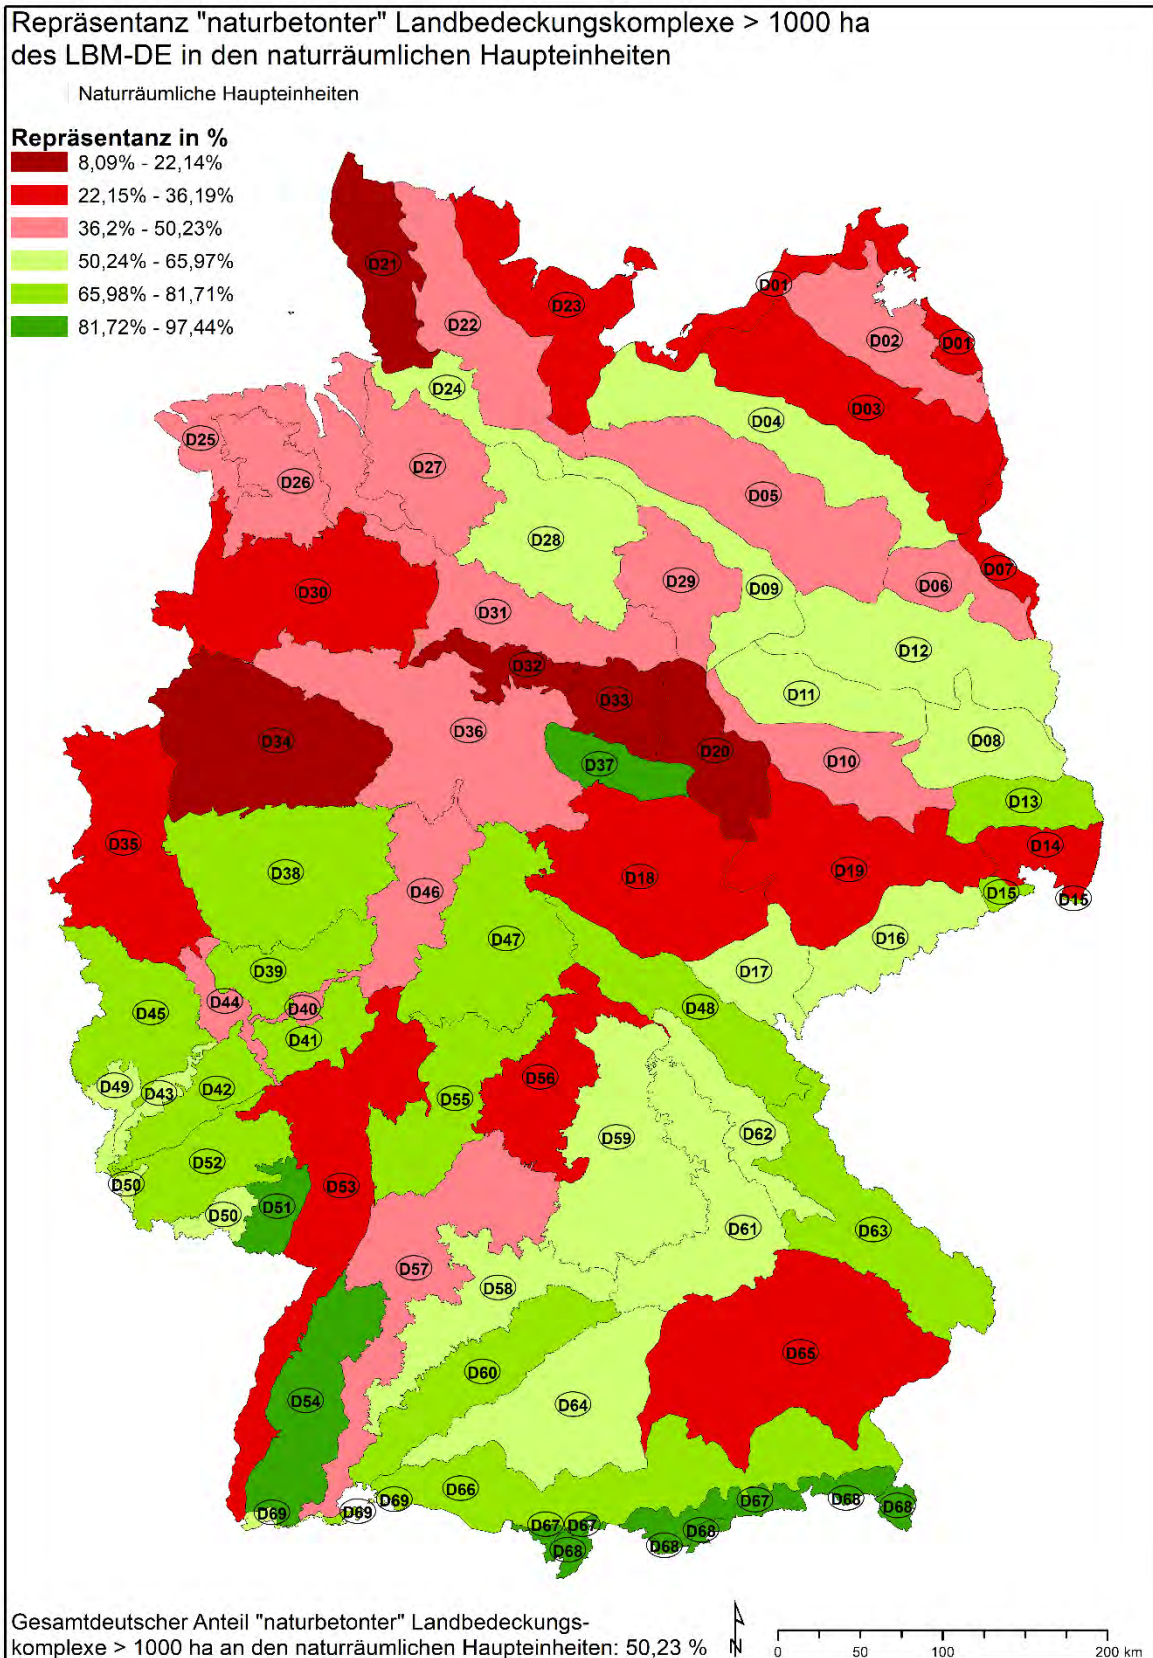 Repräsentanz "naturbetonter" Landbedeckungskomplexe > 1000 ha
des LBM-DE in den naturräumlichen Haupteinheiten
Naturräumliche Haupteinheiten
Repräsentanz in %
8,09% - 22,14%
22,15% - 36,19%
36,2% - 50,23%
50,24% - 65,97%
65,98% - 81,71%
81,72% - 97,44%
D21
D01
D23
D22
D02
D01
D24
D03
D04
D25
D27
D26
D05
D28
D07
D29
D06
D09
D30
D31
D12
D32
D11
D33
D36
D34
D08
D20
D10
D37
D13
D35
D14
D38
D18
D19
D46
D15
D15
D47
D16
D39
D17
D44
D40
D48
D45
D41
D56
D49
D42
D43
D55
D62
D59
D52
D50
D53
D51
D50
D61
D63
D57
D58
D65
D60
D54
D64
D66
D69
D67
D68
D68
D69
D69
D67
D67
D68
D68
D68
Gesamtdeutscher Anteil "naturbetonter" Landbedeckungs-
komplexe > 1000 ha an den naturräumlichen Haupteinheiten: 50,23 %
N
0 50 100 200 km